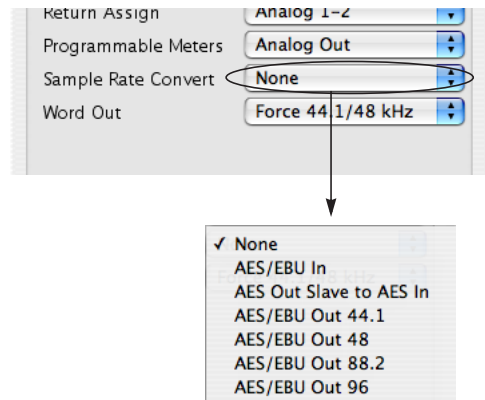 Return Assign Analog 1-2
Programmable Meters Analog Out
Sample Rate Convert None
Word Out Force 44.1/48 kHz
✓ None
AES/EBU In
AES Out Slave to AES In
AES/EBU Out 44.1
AES/EBU Out 48
AES/EBU Out 88.2
AES/EBU Out 96